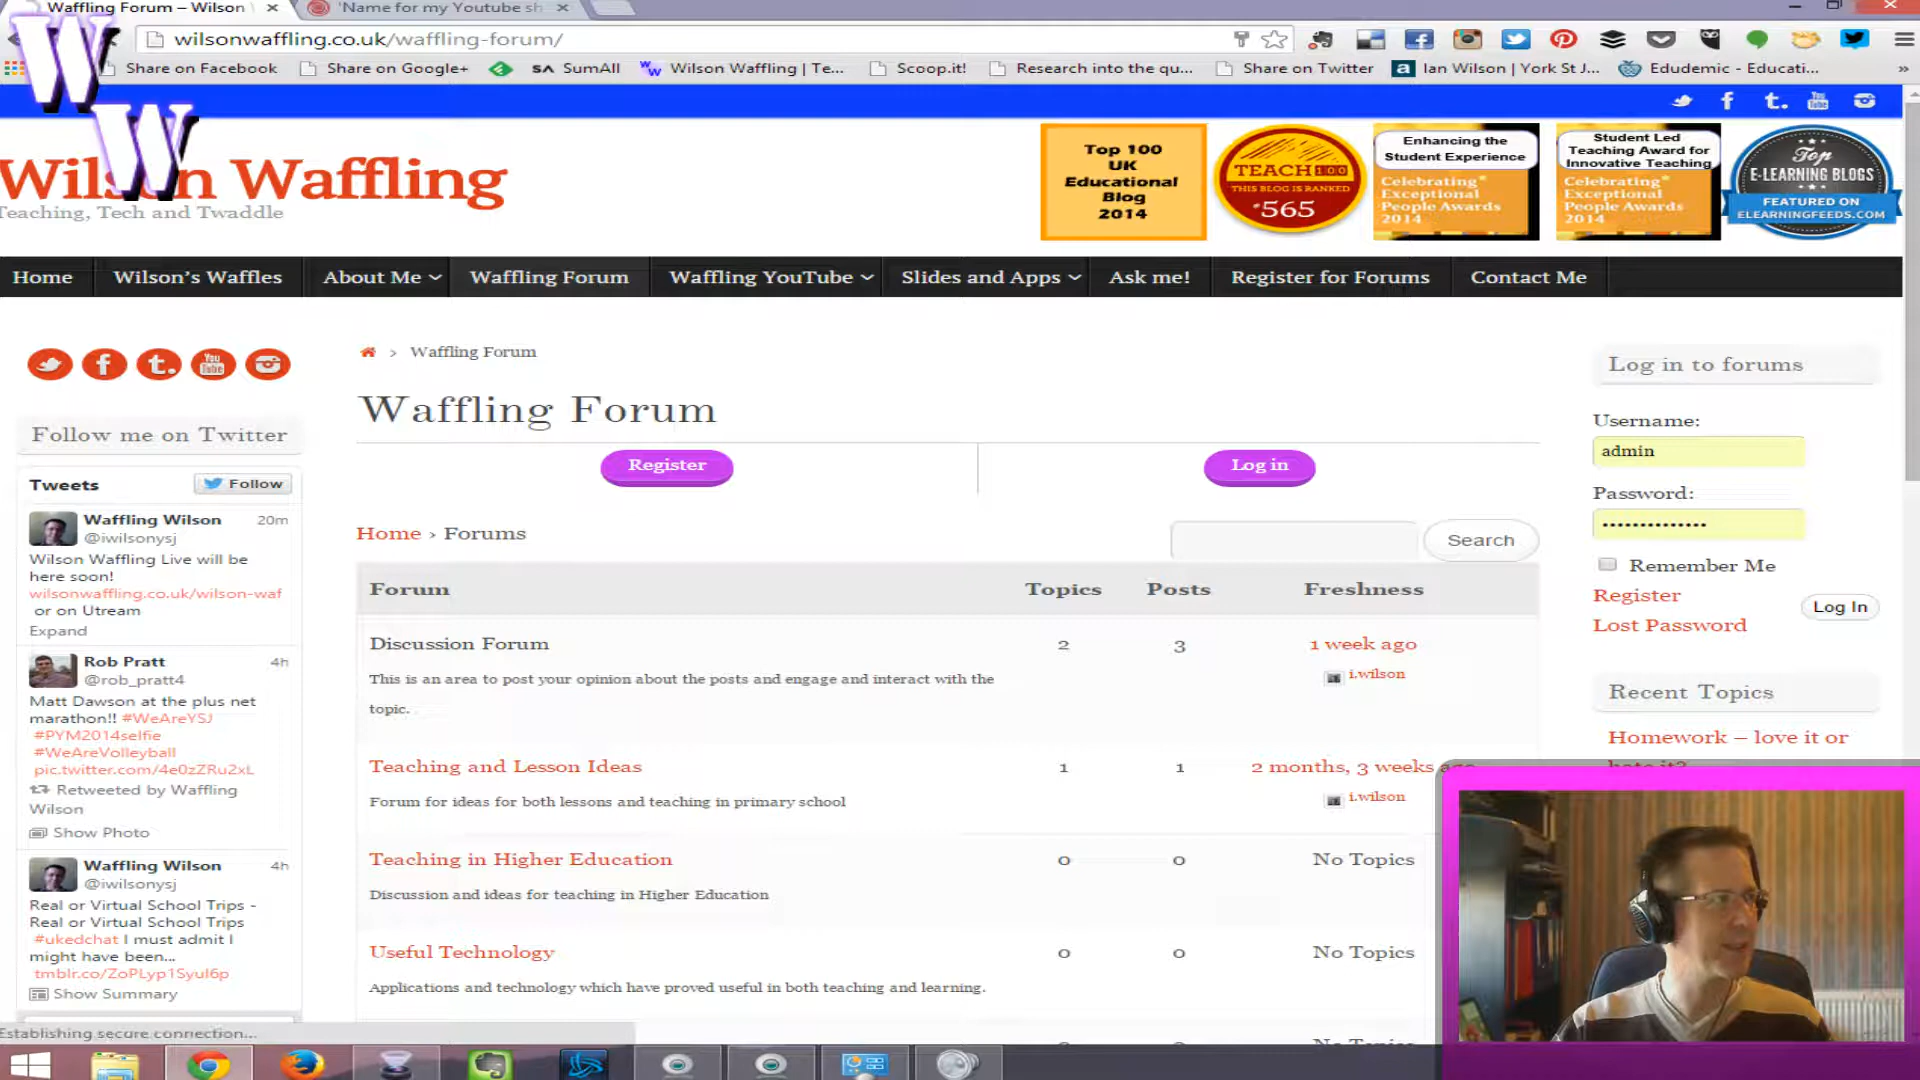 Waffling Forum – Wilson
'Name for my Youtube sh
wilsonwaffling.co.uk/waffling-forum/
Share on Facebook
Share on Google+
SA SumAll
Wilson Waffling | Te...
Scoop.it!
Research into the qu...
Share on Twitter
Ian Wilson | York St J...
Edudemic - Educati...
»
W
W
Wilson Waffling
Teaching, Tech and Twaddle
Top 100
UK
Educational
Blog
2014
TEACH100
THIS BLOG IS RANKED
#565
Enhancing the
Student Experience
Celebrating
Exceptional
People Awards
2014
Student Led
Teaching Award for
Innovative Teaching
Celebrating
Exceptional
People Awards
2014
Top
E-LEARNING BLOGS
FEATURED ON
ELEARNINGFEEDS.COM
Home
Wilson's Waffles
About Me
Waffling Forum
Waffling YouTube
Slides and Apps
Ask me!
Register for Forums
Contact Me
> Waffling Forum
Waffling Forum
Register
Log in
Home › Forums
Search
Forum Topics Posts Freshness
Discussion Forum 2 3 1 week ago
i.wilson
This is an area to post your opinion about the posts and engage and interact with the
topic.
Teaching and Lesson Ideas 1 1 2 months, 3 weeks ago
i.wilson
Forum for ideas for both lessons and teaching in primary school
Teaching in Higher Education 0 0 No Topics
Discussion and ideas for teaching in Higher Education
Useful Technology 0 0 No Topics
Applications and technology which have proved useful in both teaching and learning.
Follow me on Twitter
Tweets
Follow
Waffling Wilson 20m
@iwilsonysj
Wilson Waffling Live will be
here soon!
wilsonwaffling.co.uk/wilson-waf
or on Utream
Expand
Rob Pratt 4h
@rob_pratt4
Matt Dawson at the plus net
marathon!! #WeAreYSJ
#PYM2014selfie
#WeAreVolleyball
pic.twitter.com/4e0zZRu2xL
Retweeted by Waffling
Wilson
Show Photo
Waffling Wilson 4h
@iwilsonysj
Real or Virtual School Trips -
Real or Virtual School Trips
#ukedchat I must admit I
might have been...
tmblr.co/ZoPLyp1Syul6p
Show Summary
Log in to forums
Username:
admin
Password:
Remember Me
Register
Log In
Lost Password
Recent Topics
Homework – love it or
hate it?
Establishing secure connection...